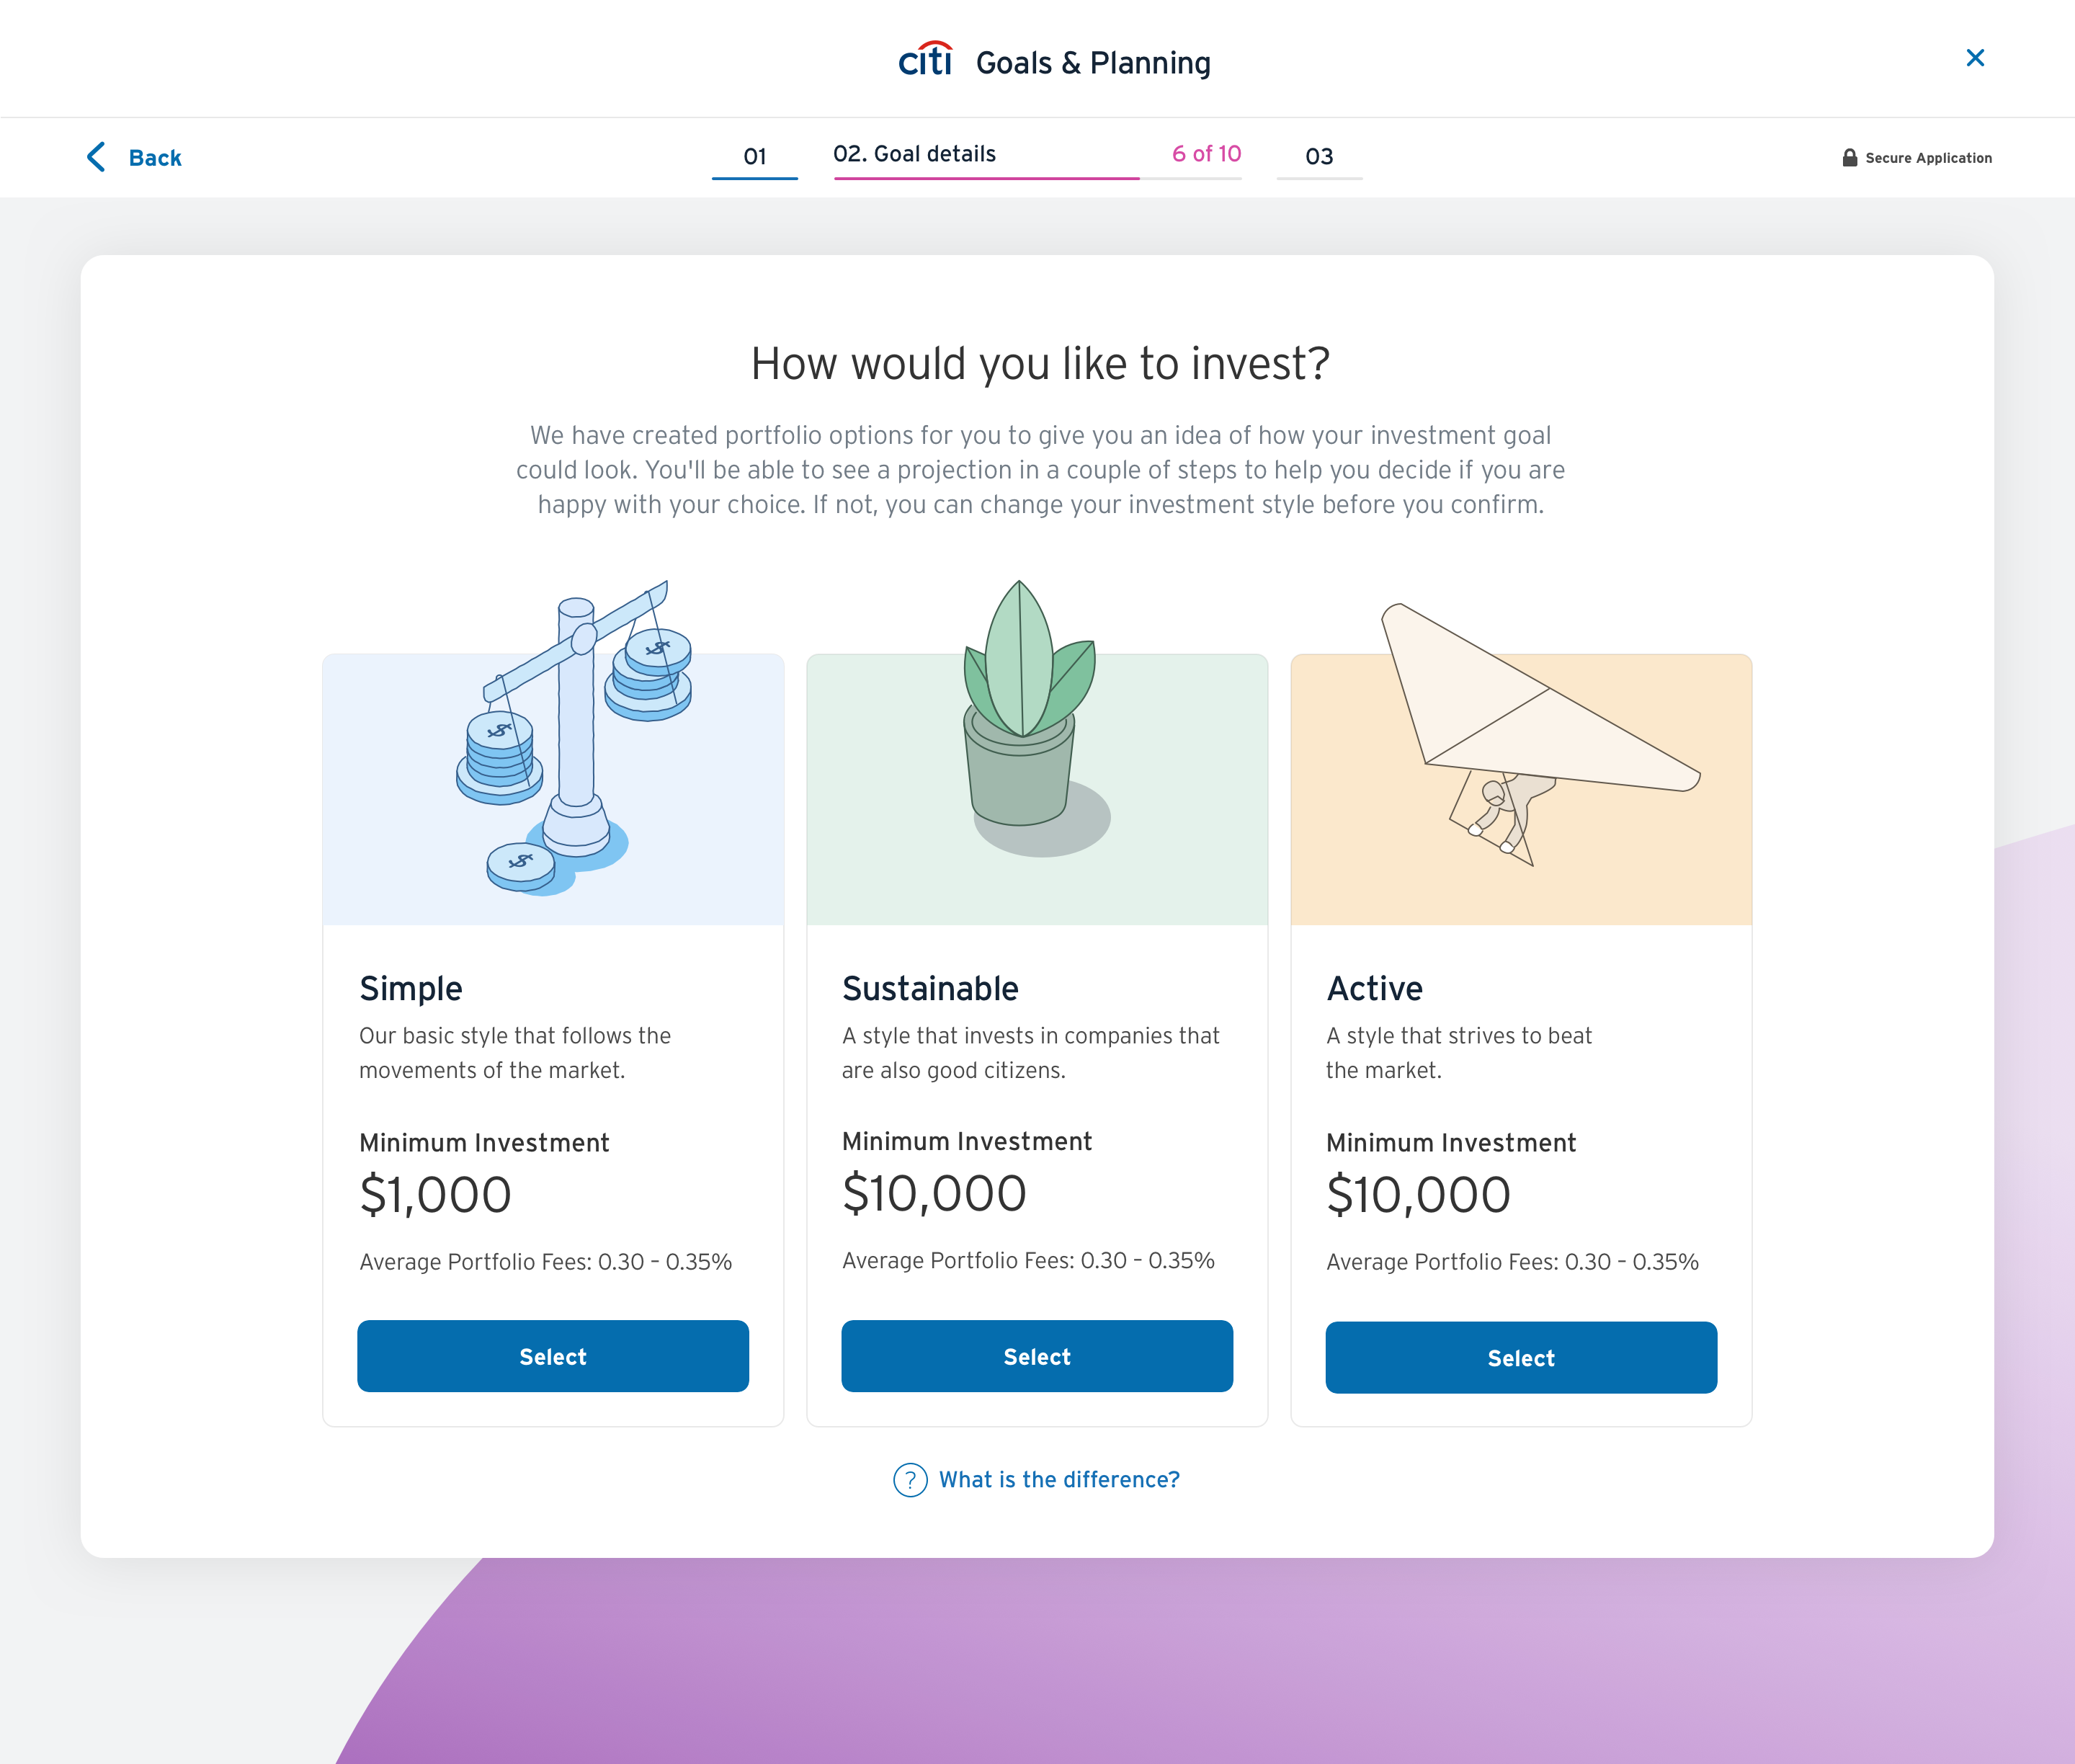 citi Goals & Planning
Back
01
02. Goal details
6 of 10
03
Secure Application
How would you like to invest?
We have created portfolio options for you to give you an idea of how your investment goal
could look. You'll be able to see a projection in a couple of steps to help you decide if you are
happy with your choice. If not, you can change your investment style before you confirm.
$
$
$
Simple
Our basic style that follows the
movements of the market.
Minimum Investment
$1,000
Average Portfolio Fees: 0.30 – 0.35%
Select
Sustainable
A style that invests in companies that
are also good citizens.
Minimum Investment
$10,000
Average Portfolio Fees: 0.30 – 0.35%
Select
Active
A style that strives to beat
the market.
Minimum Investment
$10,000
Average Portfolio Fees: 0.30 – 0.35%
Select
? What is the difference?